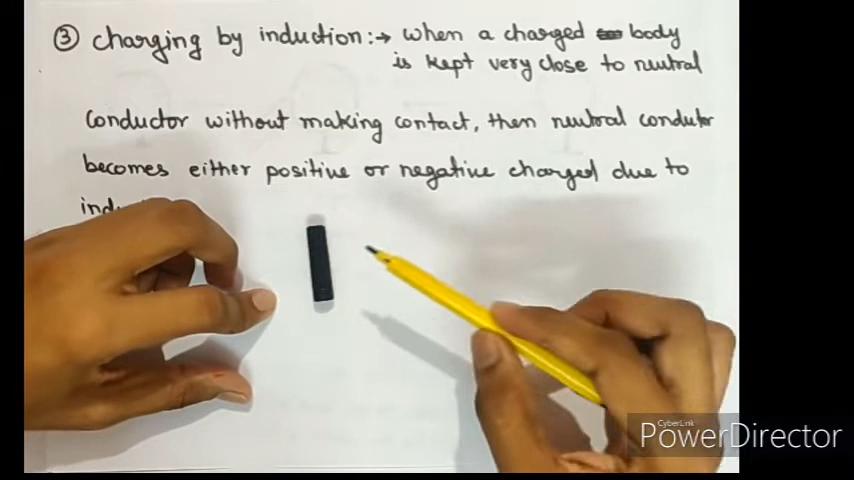 ③ charging by induction:→ when a charged body
is kept very close to neutral
conductor without making contact, then neutral conductor
becomes either positive or negative charged due to
CyberLink
PowerDirector